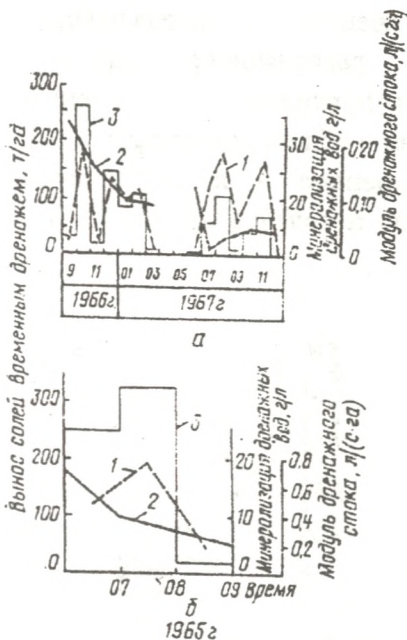 Вынос солей временным дренажем, т/га
300
200
100
0
3
2
1
30
20
0
Минерализация
дренажных вод, г/л
0,20
0,10
0
Модуль дренажного стока, л/(с·га)
9 11 01 03 05 07 09 11
1966г. 1967г.
а
300
200
100
0
3
1
2
20
10
0
Минерализация дренажных
вод, г/л
0,8
0,6
0,4
0,2
Модуль дренажного
стока, л/(с·га)
07 08 09 время
б
1965г